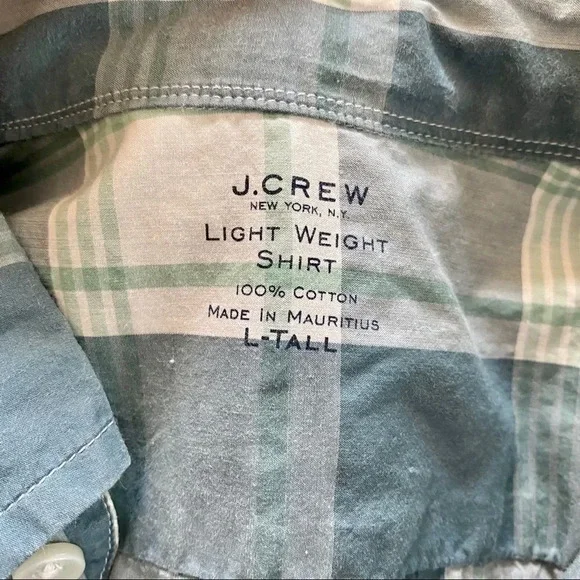 J.CREW
NEW YORK, N.Y.
LIGHT WEIGHT
SHIRT
100% COTTON
MADE IN MAURITIUS
L-TALL